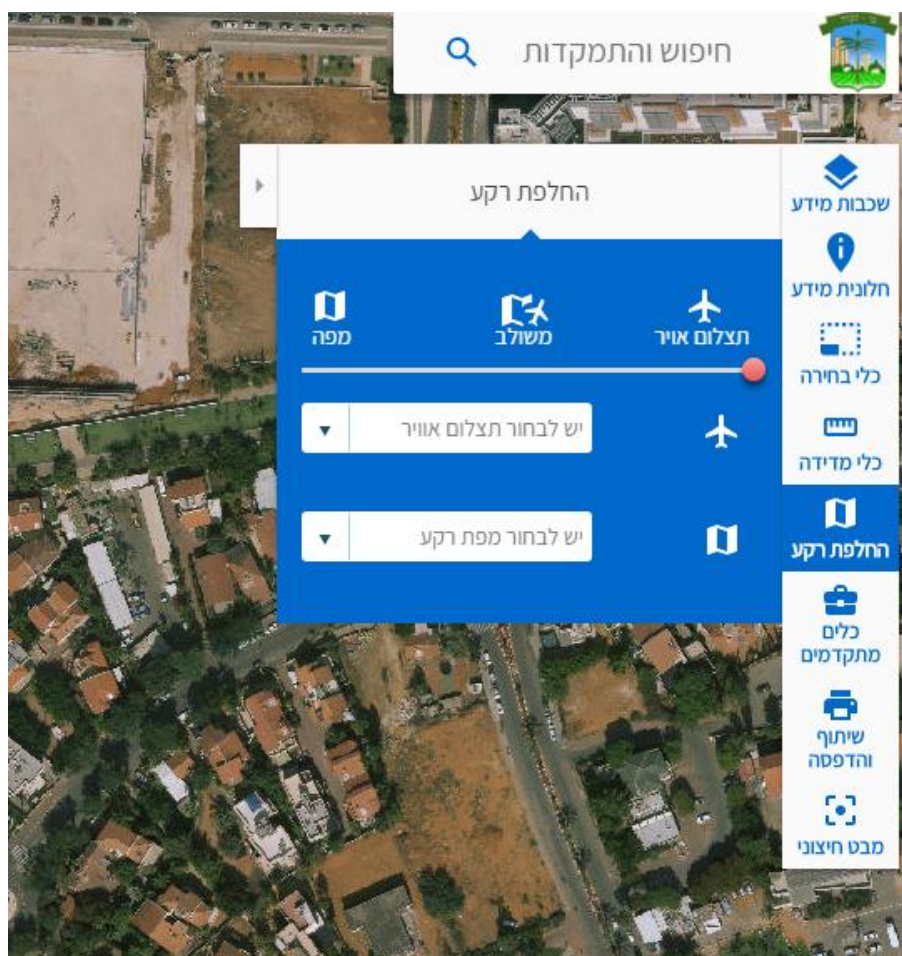 חיפוש והתמקדות
החלפת רקע
תצלום אויר
משולב
מפה
יש לבחור תצלום אוויר
יש לבחור מפת רקע
שכבות מידע
חלונית מידע
כלי בחירה
כלי מדידה
החלפת רקע
כלים
מתקדמים
שיתוף
והדפסה
מבט חיצוני